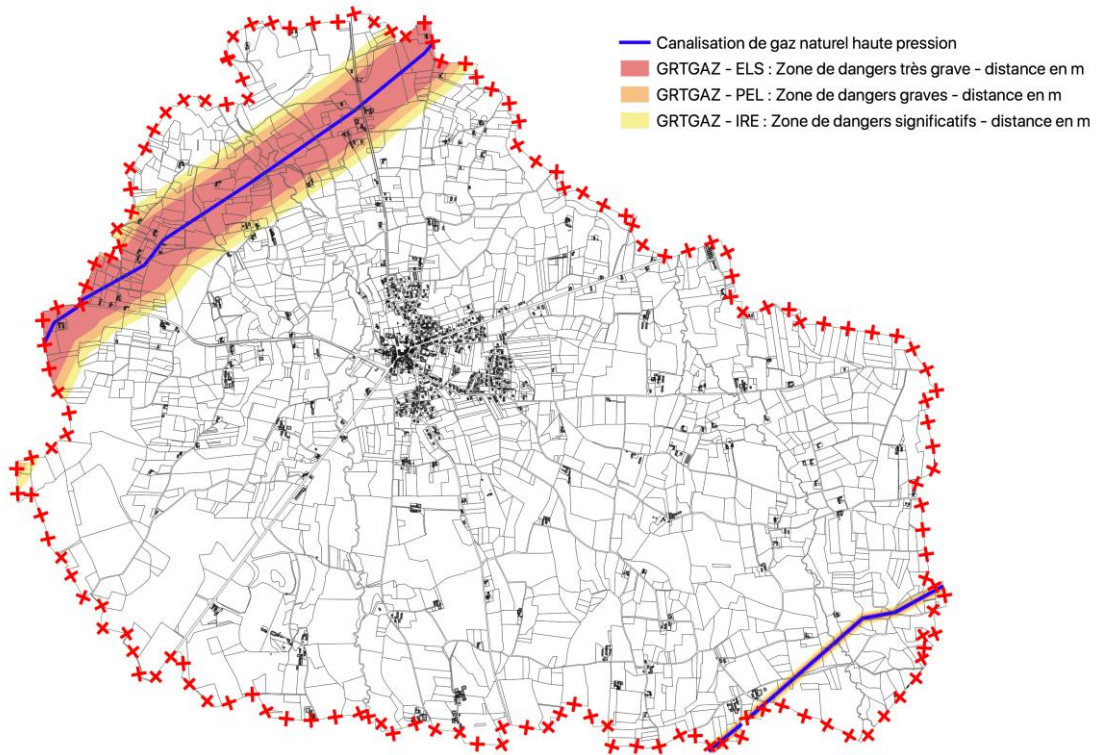 Canalisation de gaz naturel haute pression
GRTGAZ - ELS : Zone de dangers très grave - distance en m
GRTGAZ - PEL : Zone de dangers graves - distance en m
GRTGAZ - IRE : Zone de dangers significatifs - distance en m